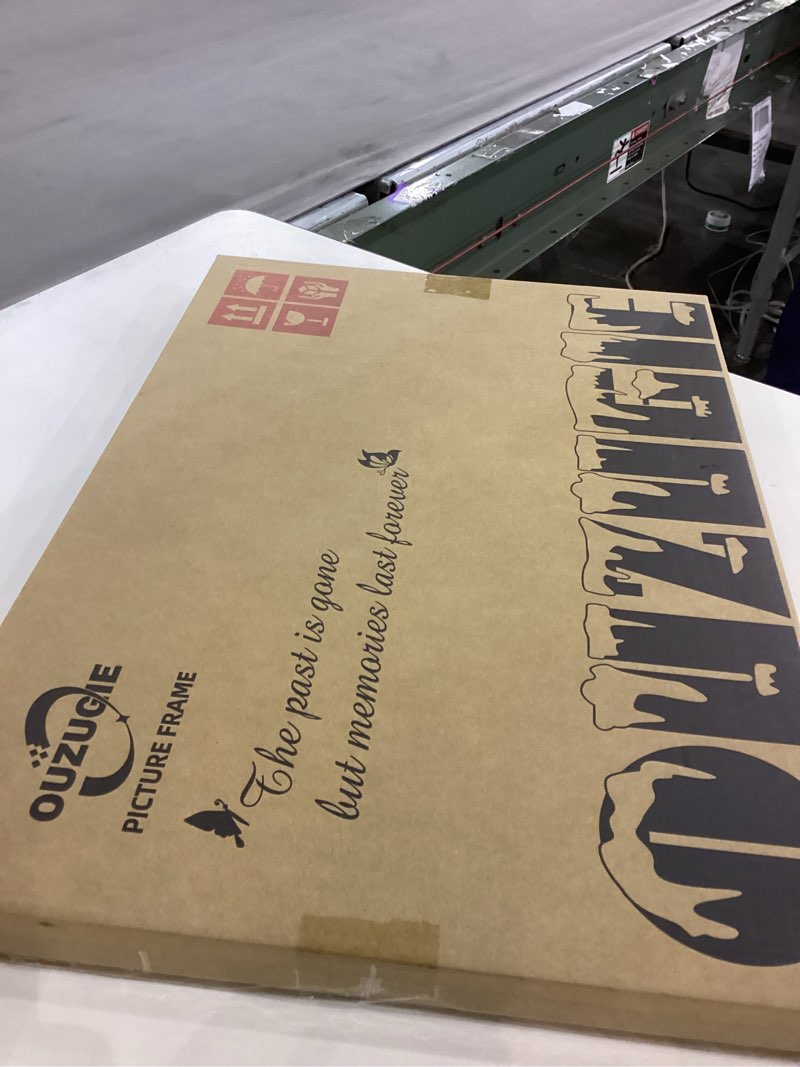 OUZUGIE
PICTURE FRAME
The past is gone
but memories last forever
OUZUGIE